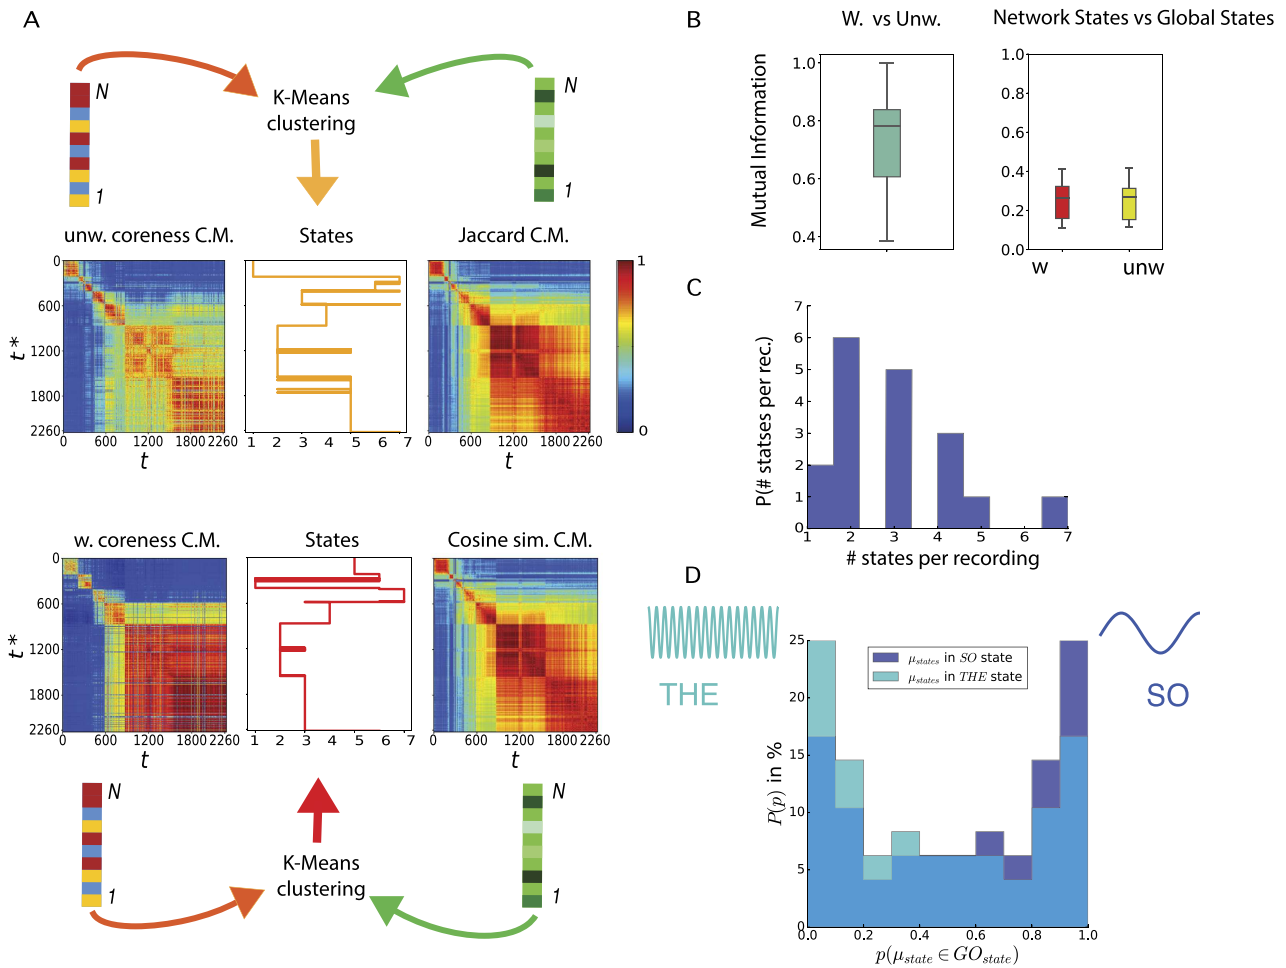 A
N
1
K-Means
clustering
N
1
unw. coreness C.M.
States
Jaccard C.M.
0
600
1200
1800
2260
t*
0 600 1200 1800 2260
t
1 2 3 4 5 6 7
0 600 1200 1800 2260
t
1
0
w. coreness C.M.
States
Cosine sim. C.M.
0
600
1200
1800
2260
t*
0 600 1200 1800 2260
t
1 2 3 4 5 6 7
0 600 1200 1800 2260
t
N
1
K-Means
clustering
N
1
B
W. vs Unw.
Mutual Information
1.0
0.8
0.6
0.4
Network States vs Global States
1.0
0.8
0.6
0.4
0.2
0.0
w unw
C
P(# statses per rec.)
7
6
5
4
3
2
1
0
1 2 3 4 5 6 7
# states per recording
D
THE
SO
25
20
15
10
5
0
P(p) in %
μstates in SO state
μstates in THE state
0.0 0.2 0.4 0.6 0.8 1.0
p(μstate ∈ GOstate)